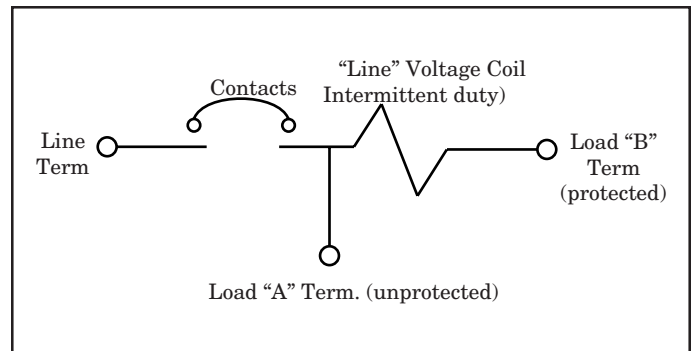 “Line” Voltage Coil
Intermittent duty)
Contacts
Line
Term
Load “B”
Term
(protected)
Load “A” Term. (unprotected)